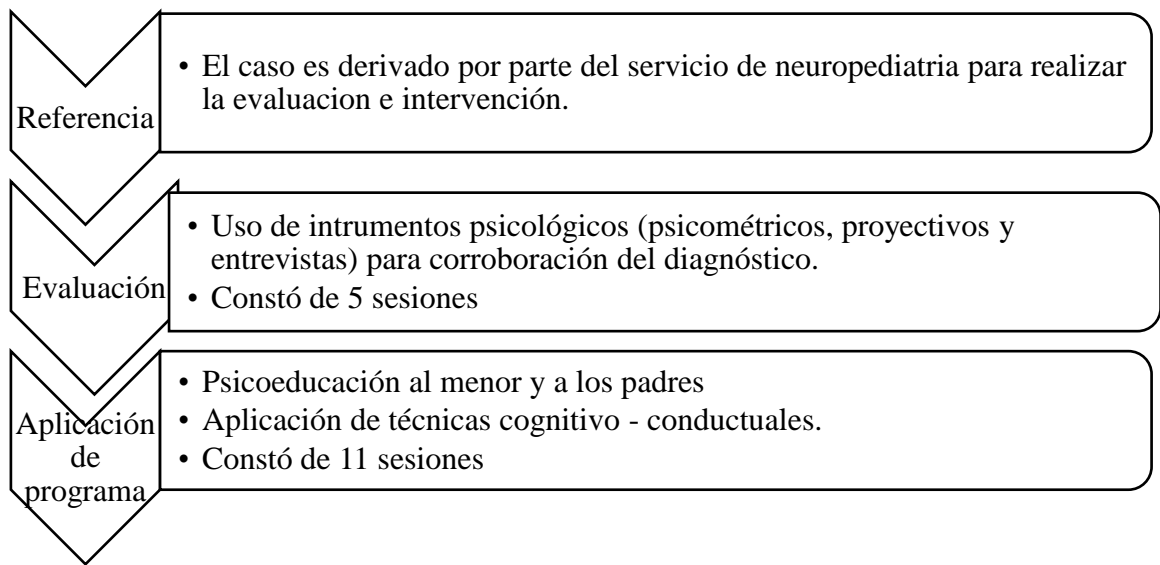 Referencia
• El caso es derivado por parte del servicio de neuropediatria para realizar
la evaluacion e intervención.
Evaluación
• Uso de intrumentos psicológicos (psicométricos, proyectivos y
entrevistas) para corroboración del diagnóstico.
• Constó de 5 sesiones
Aplicación
de
programa
• Psicoeducación al menor y a los padres
• Aplicación de técnicas cognitivo - conductuales.
• Constó de 11 sesiones